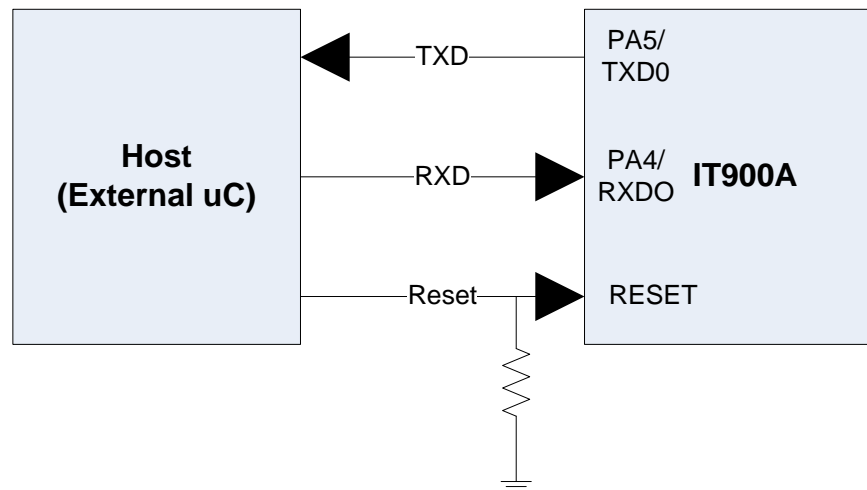 Host
(External uC)
TXD
RXD
Reset
PA5/
TXD0
PA4/
RXDO
IT900A
RESET